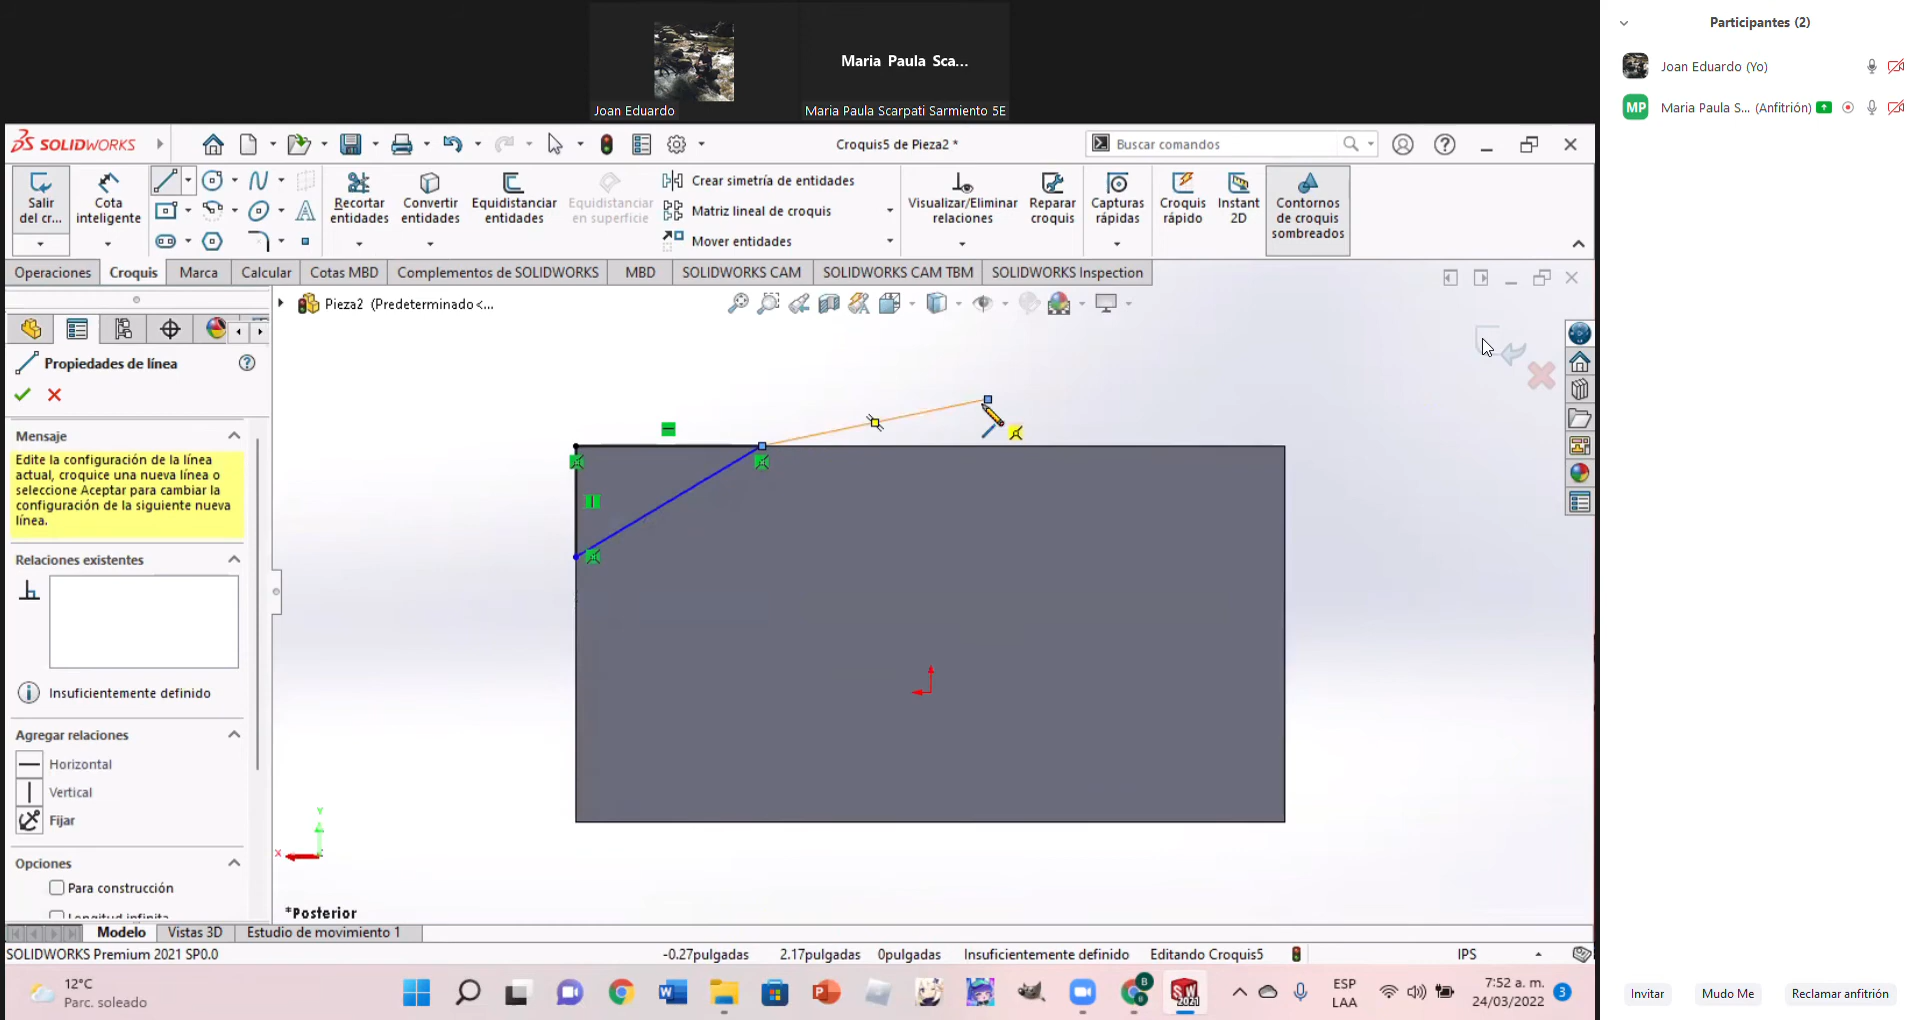 Maria Paula Sca...
Joan Eduardo
Maria Paula Scarpati Sarmiento 5E
Participantes (2)
Joan Eduardo (Yo)
MP
Maria Paula S... (Anfitrión)
SOLIDWORKS
Croquis5 de Pieza2 *
Buscar comandos
Salir
del cr...
Cota
inteligente
Recortar
entidades
Convertir
entidades
Equidistanciar
entidades
Equidistanciar
en superficie
Crear simetría de entidades
Matriz lineal de croquis
Mover entidades
Visualizar/Eliminar
relaciones
Reparar
croquis
Capturas
rápidas
Croquis
rápido
Instant
2D
Contornos
de croquis
sombreados
Operaciones
Croquis
Marca
Calcular
Cotas MBD
Complementos de SOLIDWORKS
MBD
SOLIDWORKS CAM
SOLIDWORKS CAM TBM
SOLIDWORKS Inspection
Pieza2 (Predeterminado<...
Propiedades de línea
Mensaje
Edite la configuración de la línea
actual, croquice una nueva línea o
seleccione Aceptar para cambiar la
configuración de la siguiente nueva
línea.
Relaciones existentes
Insuficientemente definido
Agregar relaciones
Horizontal
Vertical
Fijar
Opciones
Para construcción
Longitud infinita
Y
X
*Posterior
Modelo
Vistas 3D
Estudio de movimiento 1
SOLIDWORKS Premium 2021 SP0.0
-0.27pulgadas
2.17pulgadas
0pulgadas
Insuficientemente definido
Editando Croquis5
IPS
12°C
Parc. soleado
B
SW
2021
ESP
LAA
7:52 a. m.
24/03/2022
3
Invitar
Mudo Me
Reclamar anfitrión